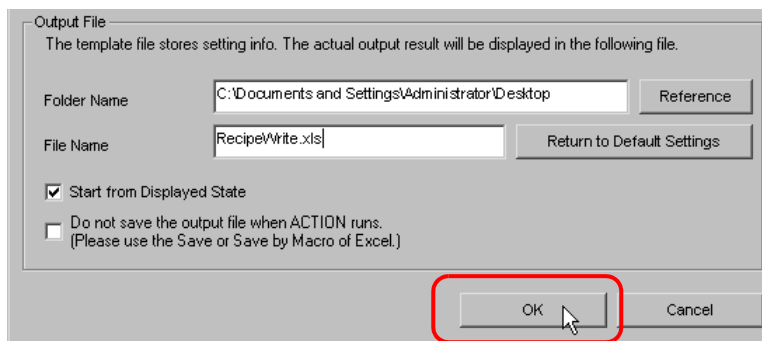 Output File
The template file stores setting info. The actual output result will be displayed in the following file.
Folder Name
C:\Documents and Settings\Administrator\Desktop
Reference
File Name
RecipeWrite.xls
Return to Default Settings
Start from Displayed State
Do not save the output file when ACTION runs.
(Please use the Save or Save by Macro of Excel.)
OK
Cancel